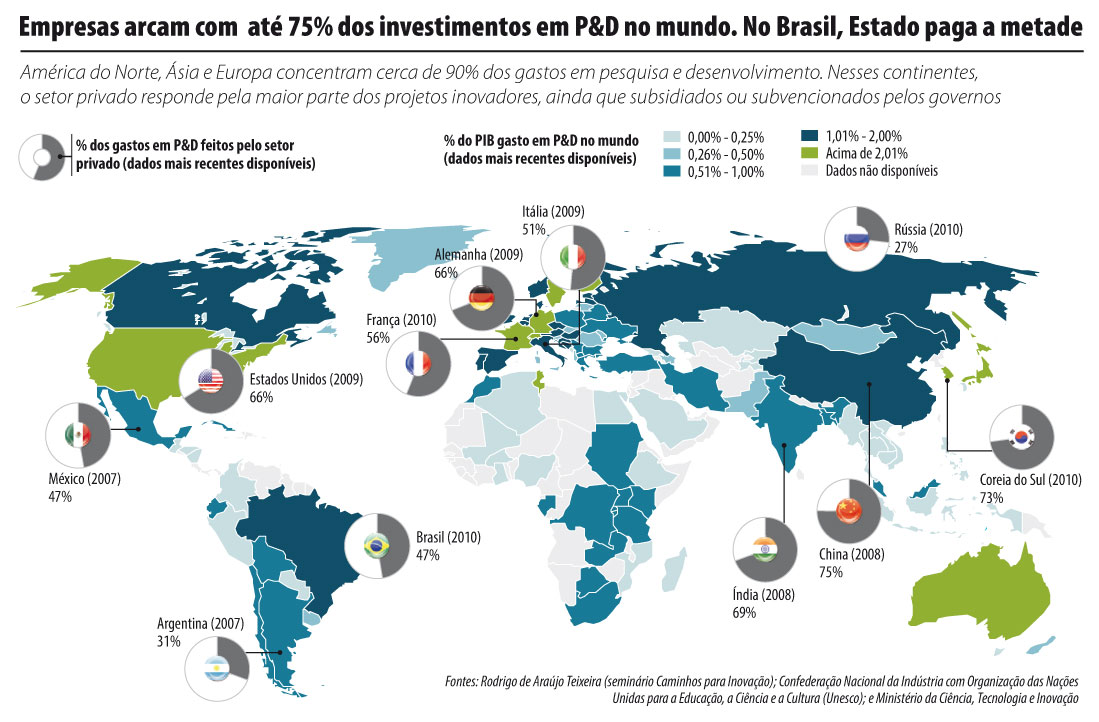 Empresas arcam com até 75% dos investimentos em P&D no mundo. No Brasil, Estado paga a metade
América do Norte, Ásia e Europa concentram cerca de 90% dos gastos em pesquisa e desenvolvimento. Nesses continentes,
o setor privado responde pela maior parte dos projetos inovadores, ainda que subsidiados ou subvencionados pelos governos
% dos gastos em P&D feitos pelo setor
privado (dados mais recentes disponíveis)
% do PIB gasto em P&D no mundo
(dados mais recentes disponíveis)
0,00% - 0,25%
0,26% - 0,50%
0,51% - 1,00%
1,01% - 2,00%
Acima de 2,01%
Dados não disponíveis
Itália (2009)
51%
Rússia (2010)
27%
Alemanha (2009)
66%
França (2010)
56%
Estados Unidos (2009)
66%
México (2007)
47%
Coreia do Sul (2010)
73%
Brasil (2010)
47%
China (2008)
75%
Índia (2008)
69%
Argentina (2007)
31%
Fontes: Rodrigo de Araújo Teixeira (seminário Caminhos para Inovação); Confederação Nacional da Indústria com Organização das Nações
Unidas para a Educação, a Ciência e a Cultura (Unesco); e Ministério da Ciência, Tecnologia e Inovação